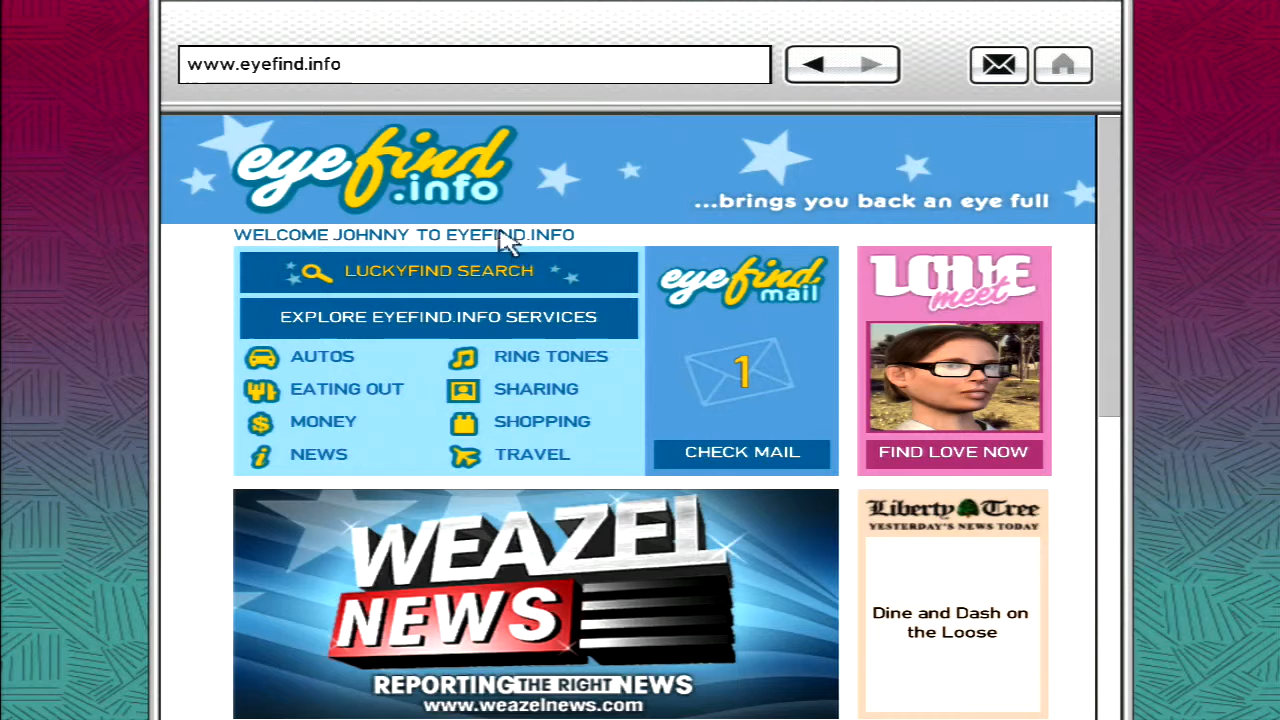 www.eyefind.info
eyefind
.info
...brings you back an eye full
WELCOME JOHNNY TO EYEFIND.INFO
LUCKYFIND SEARCH
EXPLORE EYEFIND.INFO SERVICES
AUTOS
RING TONES
EATING OUT
SHARING
MONEY
SHOPPING
NEWS
TRAVEL
eyefind
mail
1
CHECK MAIL
LOVE
meet
FIND LOVE NOW
WEAZEL
NEWS
REPORTING THE RIGHT NEWS
www.weazelnews.com
Liberty Tree
YESTERDAY'S NEWS TODAY
Dine and Dash on
the Loose